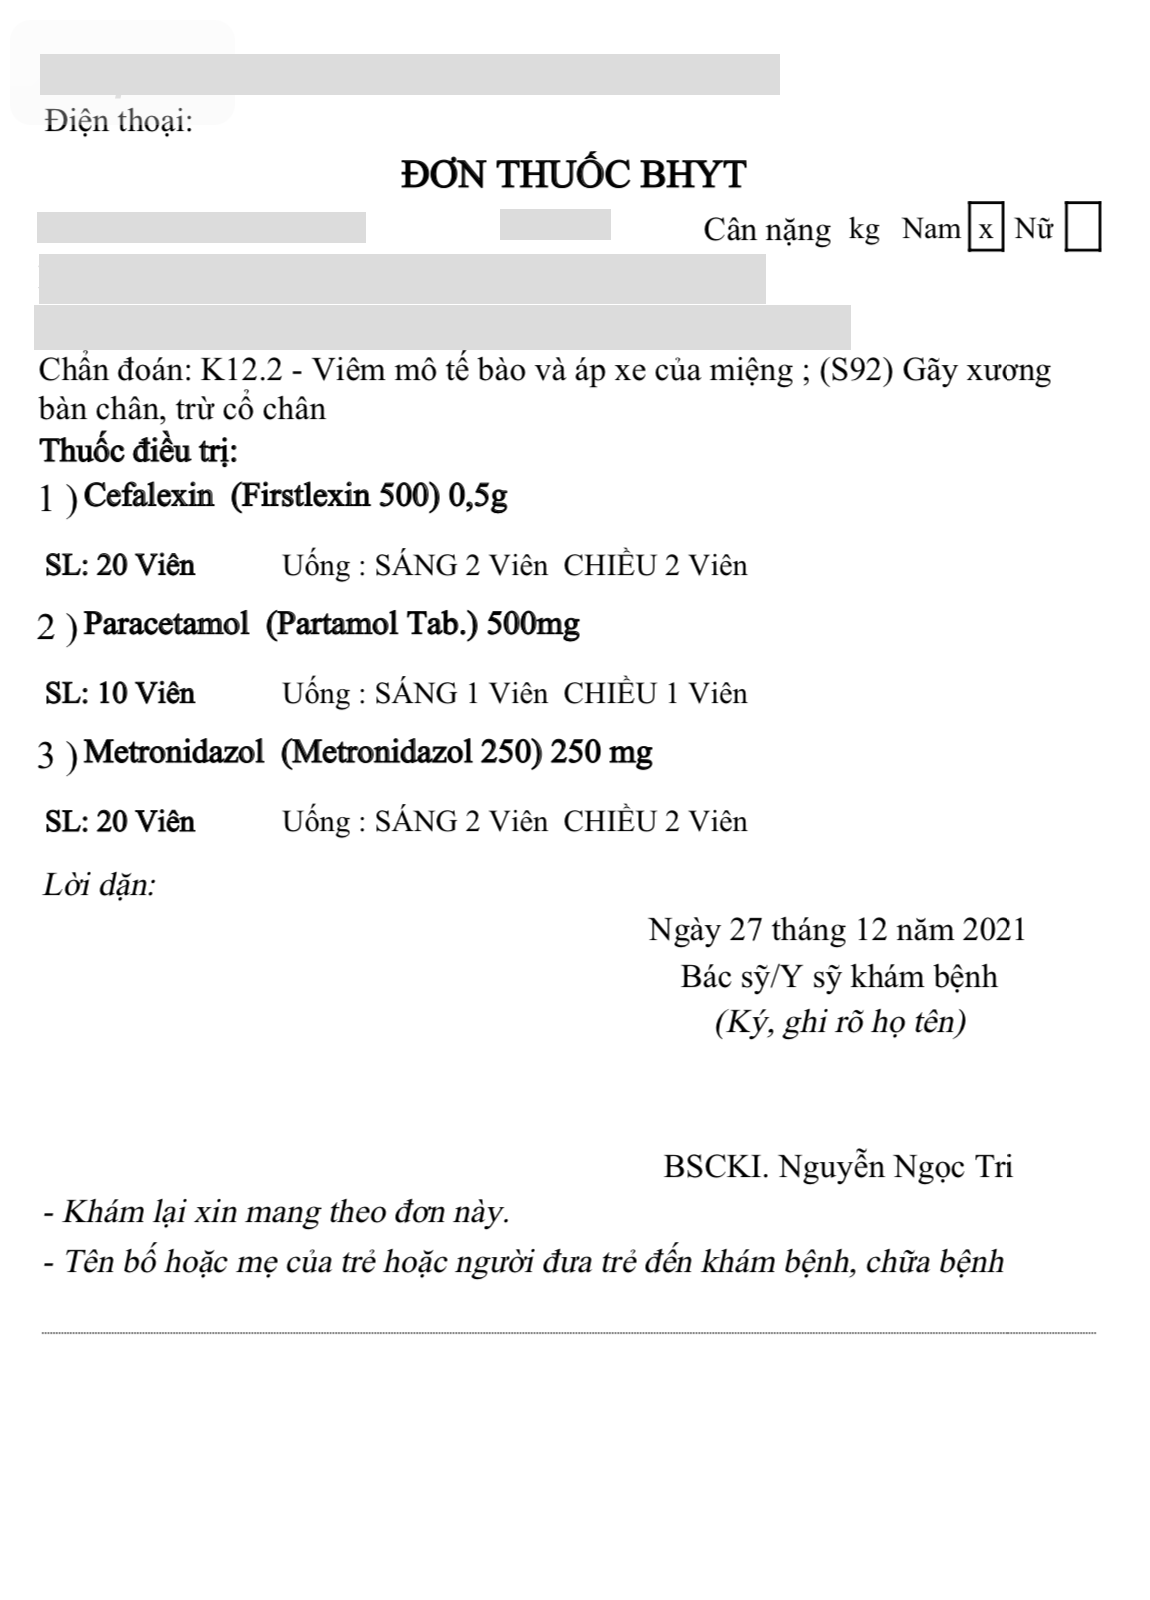 Điện thoại:
ĐƠN THUỐC BHYT
Cân nặng kg Nam x Nữ
Chẩn đoán: K12.2 - Viêm mô tế bào và áp xe của miệng ; (S92) Gãy xương
bàn chân, trừ cổ chân
Thuốc điều trị:
1 ) Cefalexin (Firstlexin 500) 0,5g
SL: 20 Viên Uống : SÁNG 2 Viên CHIỀU 2 Viên
2 ) Paracetamol (Partamol Tab.) 500mg
SL: 10 Viên Uống : SÁNG 1 Viên CHIỀU 1 Viên
3 ) Metronidazol (Metronidazol 250) 250 mg
SL: 20 Viên Uống : SÁNG 2 Viên CHIỀU 2 Viên
Lời dặn:
Ngày 27 tháng 12 năm 2021
Bác sỹ/Y sỹ khám bệnh
(Ký, ghi rõ họ tên)
BSCKI. Nguyễn Ngọc Tri
- Khám lại xin mang theo đơn này.
- Tên bố hoặc mẹ của trẻ hoặc người đưa trẻ đến khám bệnh, chữa bệnh